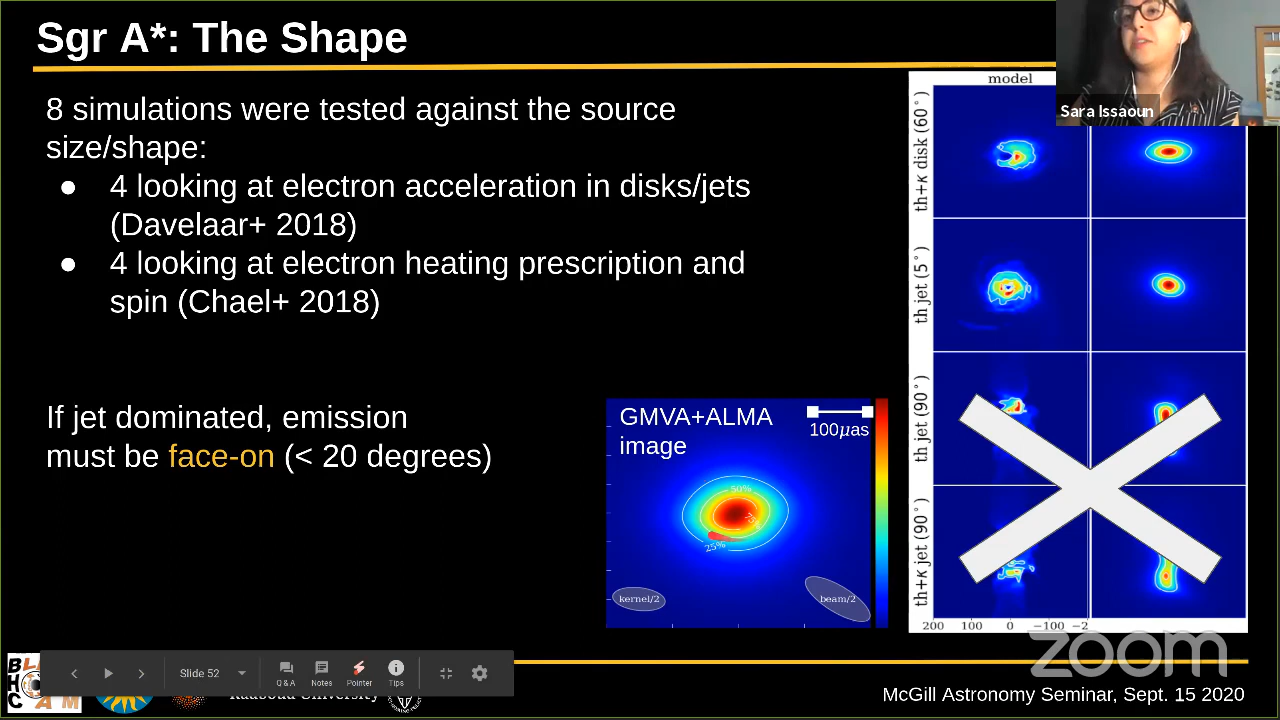 Sgr A*: The Shape
8 simulations were tested against the source
size/shape:
● 4 looking at electron acceleration in disks/jets
(Davelaar+ 2018)
● 4 looking at electron heating prescription and
spin (Chael+ 2018)
If jet dominated, emission
must be face-on (< 20 degrees)
GMVA+ALMA
image
100μas
50%
75%
25%
kernel/2
beam/2
model
th+κ disk (60°)
th jet (5°)
th jet (90°)
th+κ jet (90°)
200 100 0 −100 −2
Sara Issaoun
zoom
Slide 52
Q & A
Notes
Pointer
Tips
McGill Astronomy Seminar, Sept. 15 2020